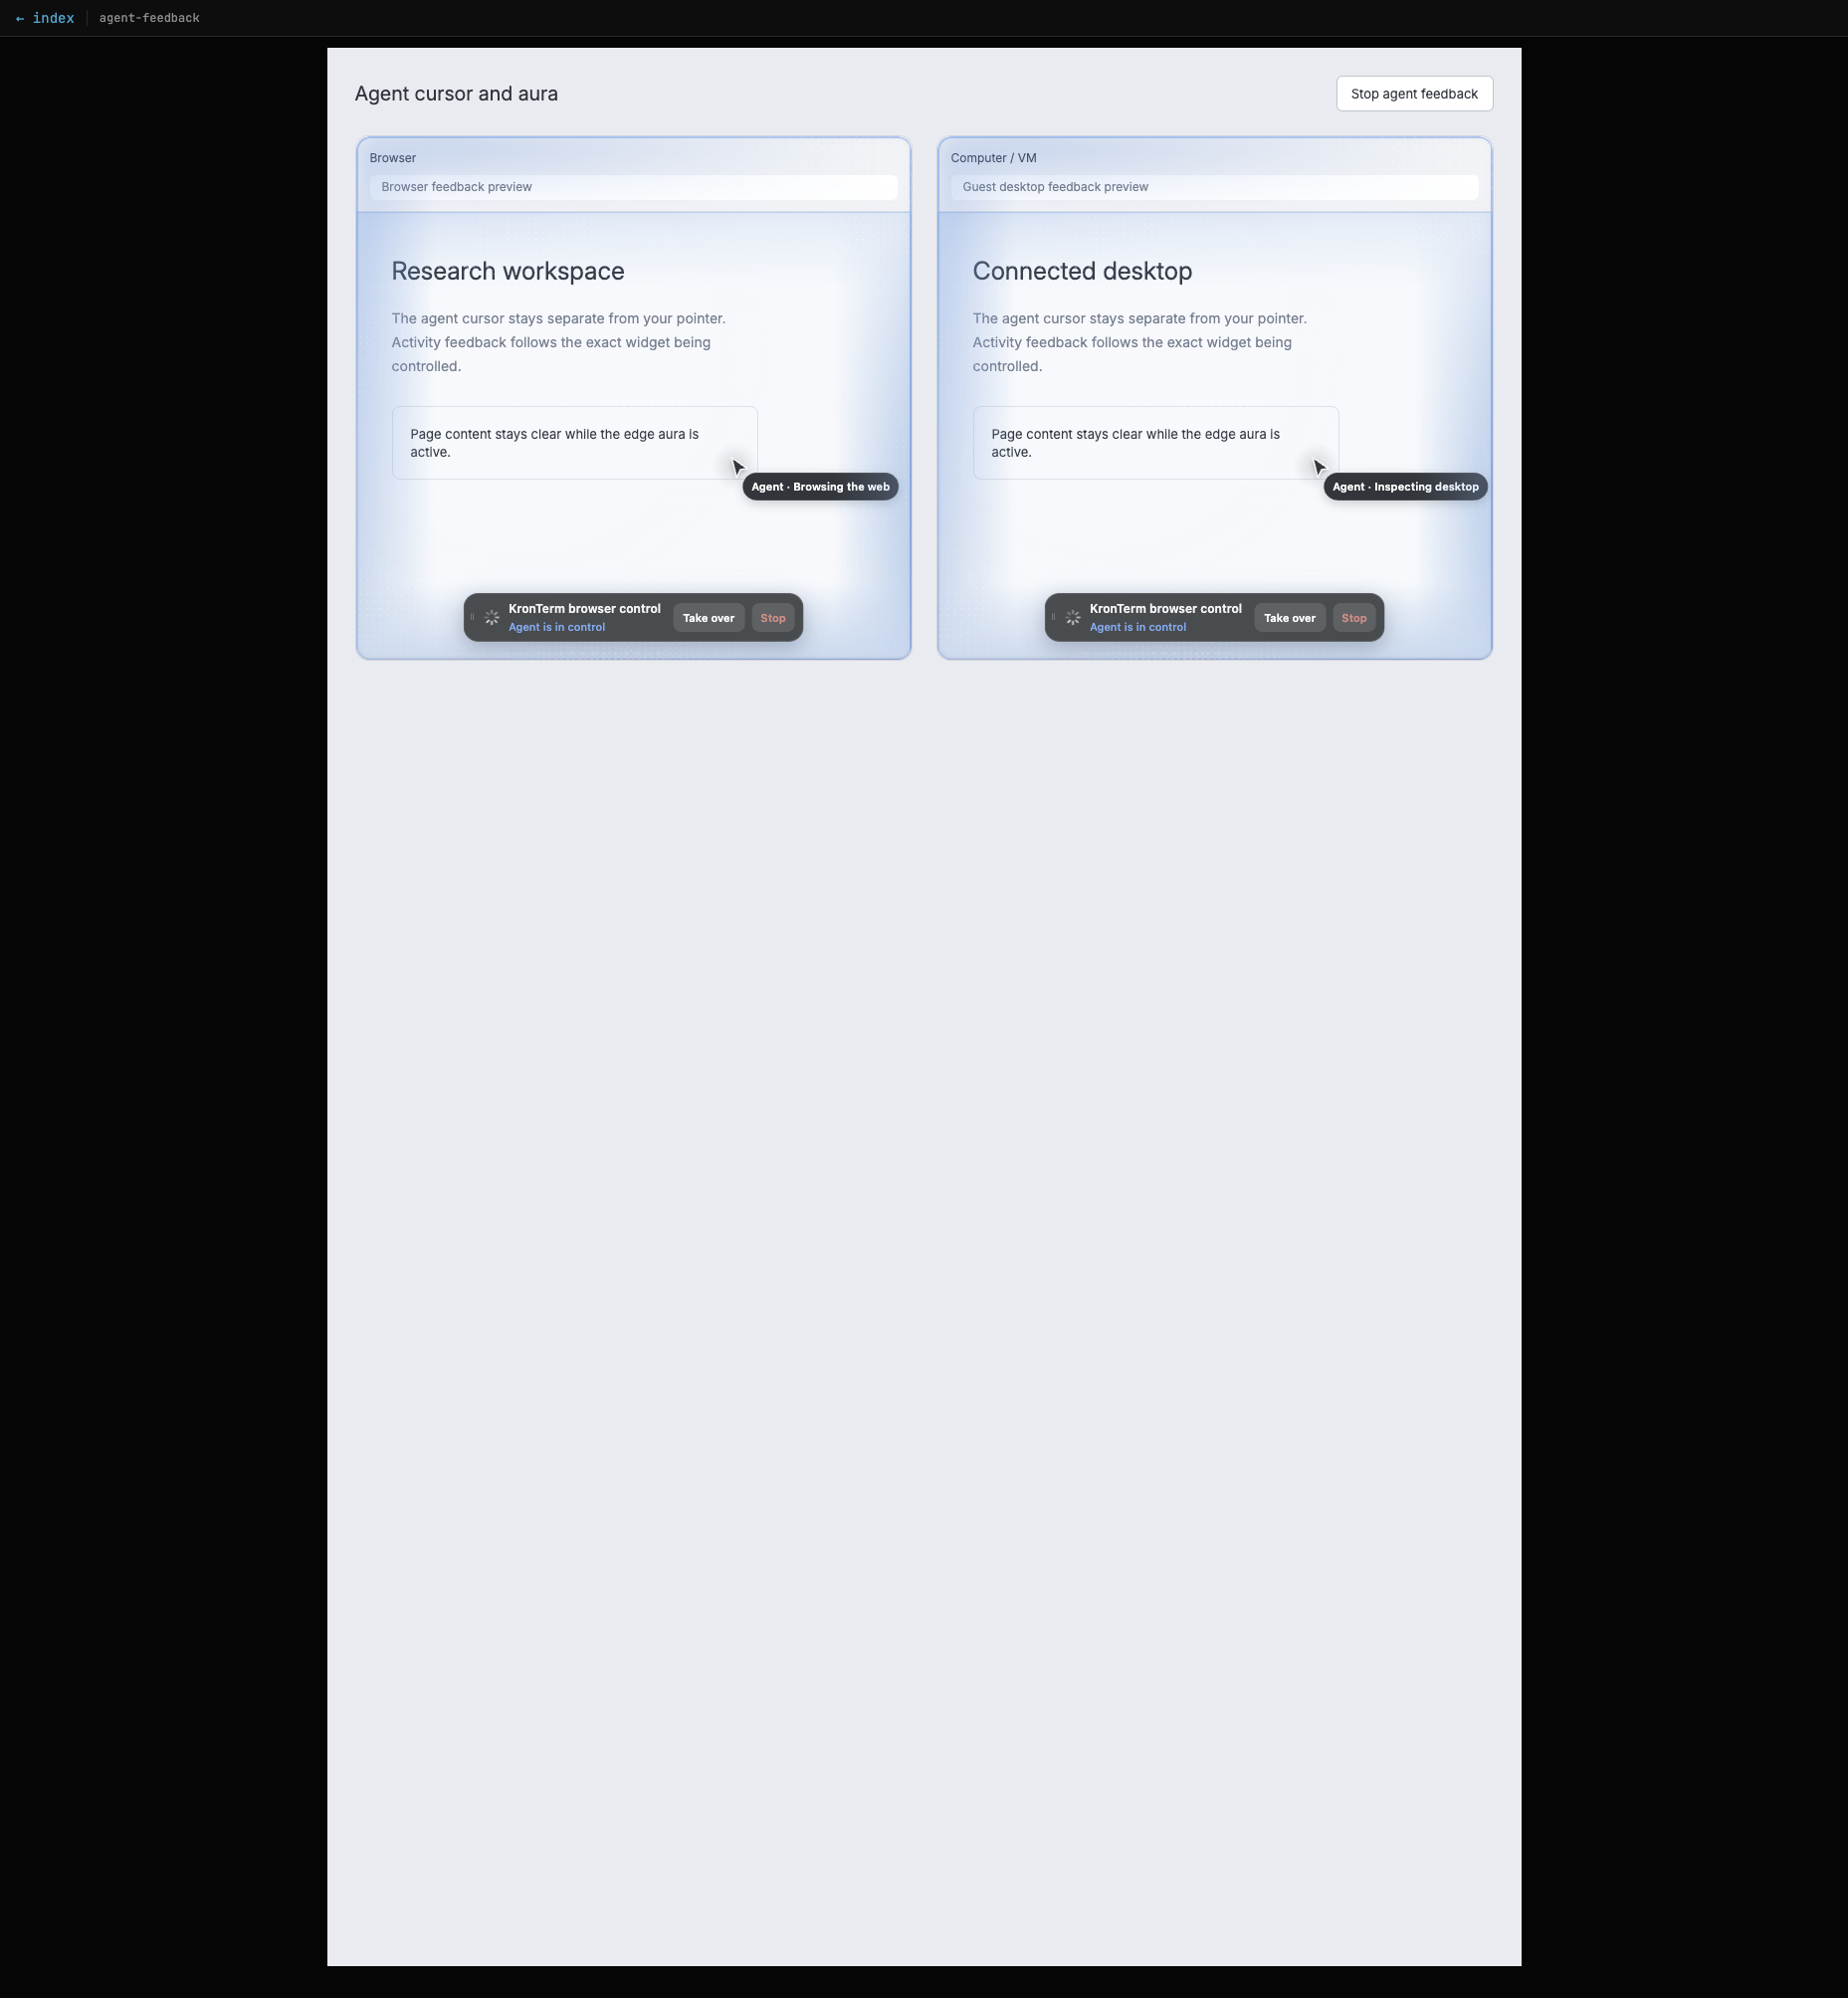 ← index
agent-feedback
Agent cursor and aura
Stop agent feedback
Browser
Browser feedback preview
Research workspace
The agent cursor stays separate from your pointer.
Activity feedback follows the exact widget being
controlled.
Page content stays clear while the edge aura is
active.
Agent · Browsing the web
KronTerm browser control
Agent is in control
Take over
Stop
Computer / VM
Guest desktop feedback preview
Connected desktop
The agent cursor stays separate from your pointer.
Activity feedback follows the exact widget being
controlled.
Page content stays clear while the edge aura is
active.
Agent · Inspecting desktop
KronTerm browser control
Agent is in control
Take over
Stop